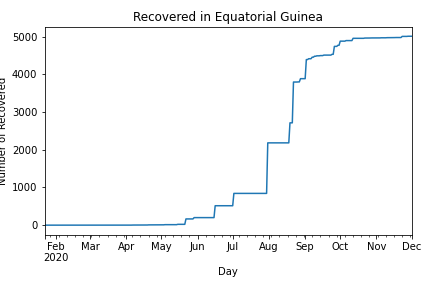 Recovered in Equatorial Guinea
Number of Recovered
5000
4000
3000
2000
1000
0
Feb Mar Apr May Jun Jul Aug Sep Oct Nov Dec
2020
Day